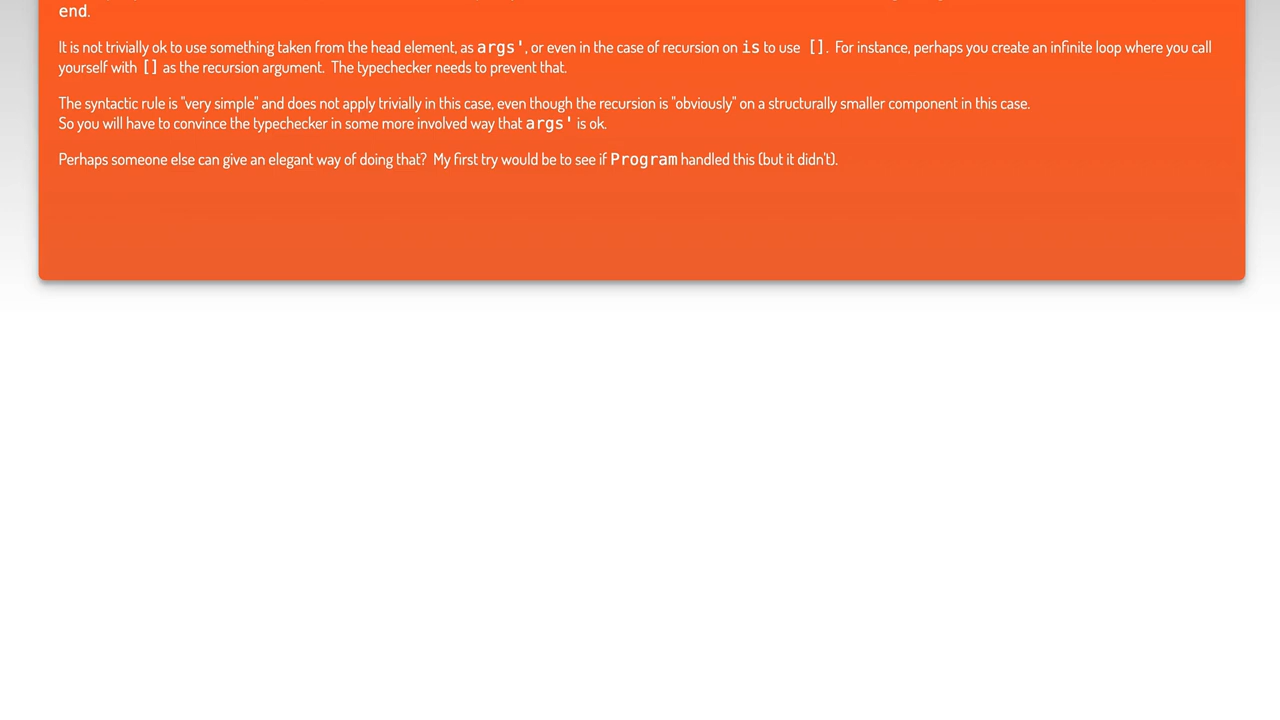 end.
It is not trivially ok to use something taken from the head element, as args', or even in the case of recursion on is to use []. For instance, perhaps you create an infinite loop where you call
yourself with [] as the recursion argument. The typechecker needs to prevent that.
The syntactic rule is "very simple" and does not apply trivially in this case, even though the recursion is "obviously" on a structurally smaller component in this case.
So you will have to convince the typechecker in some more involved way that args' is ok.
Perhaps someone else can give an elegant way of doing that? My first try would be to see if Program handled this (but it didn't).